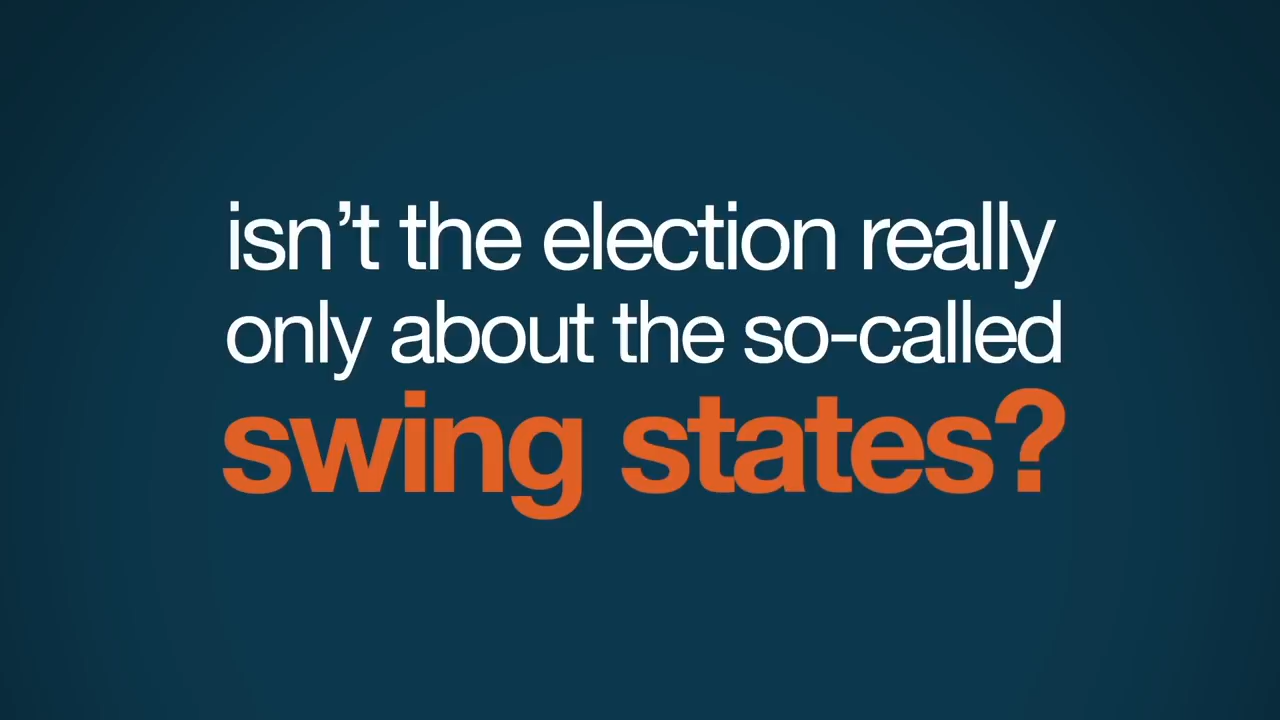 isn’t the election really
only about the so-called
swing states?